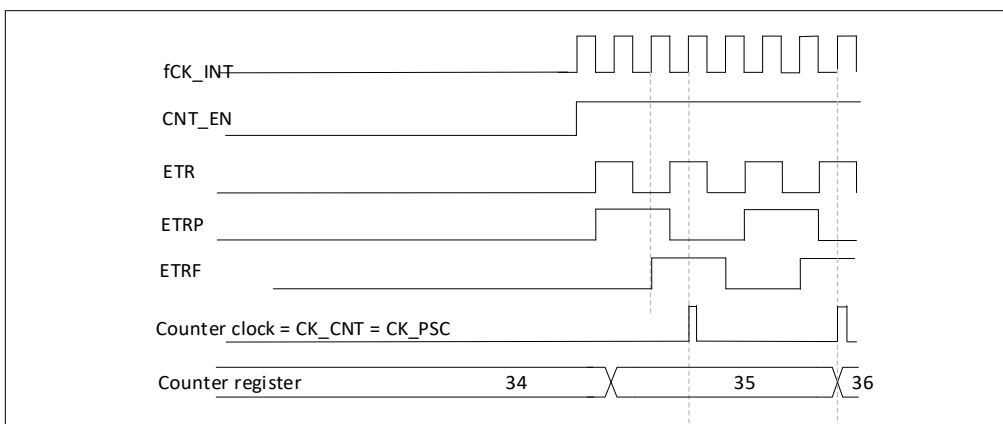 fCK_INT
CNT_EN
ETR
ETRP
ETRF
Counter clock = CK_CNT = CK_PSC
Counter register 34 35 36